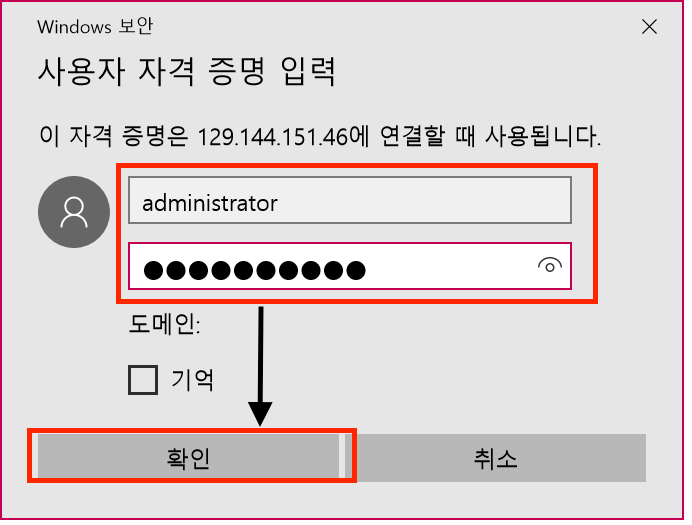 Windows 보안
사용자 자격 증명 입력
이 자격 증명은 129.144.151.46에 연결할 때 사용됩니다.
administrator
●●●●●●●●●●
도메인:
기억
확인 취소